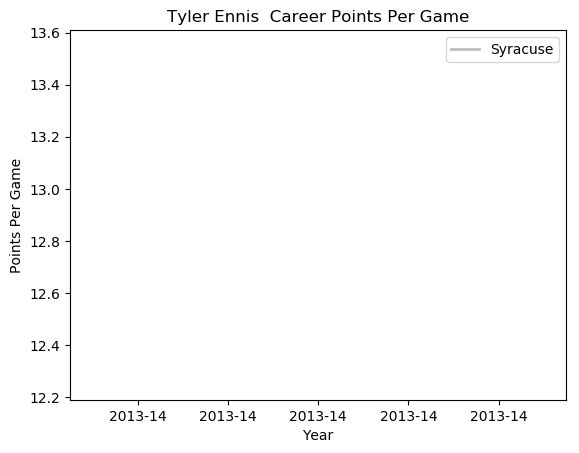 Tyler Ennis  Career Points Per Game
Syracuse
13.6
13.4
13.2
13.0
12.8
12.6
12.4
12.2
Points Per Game
2013-14 2013-14 2013-14 2013-14 2013-14
Year